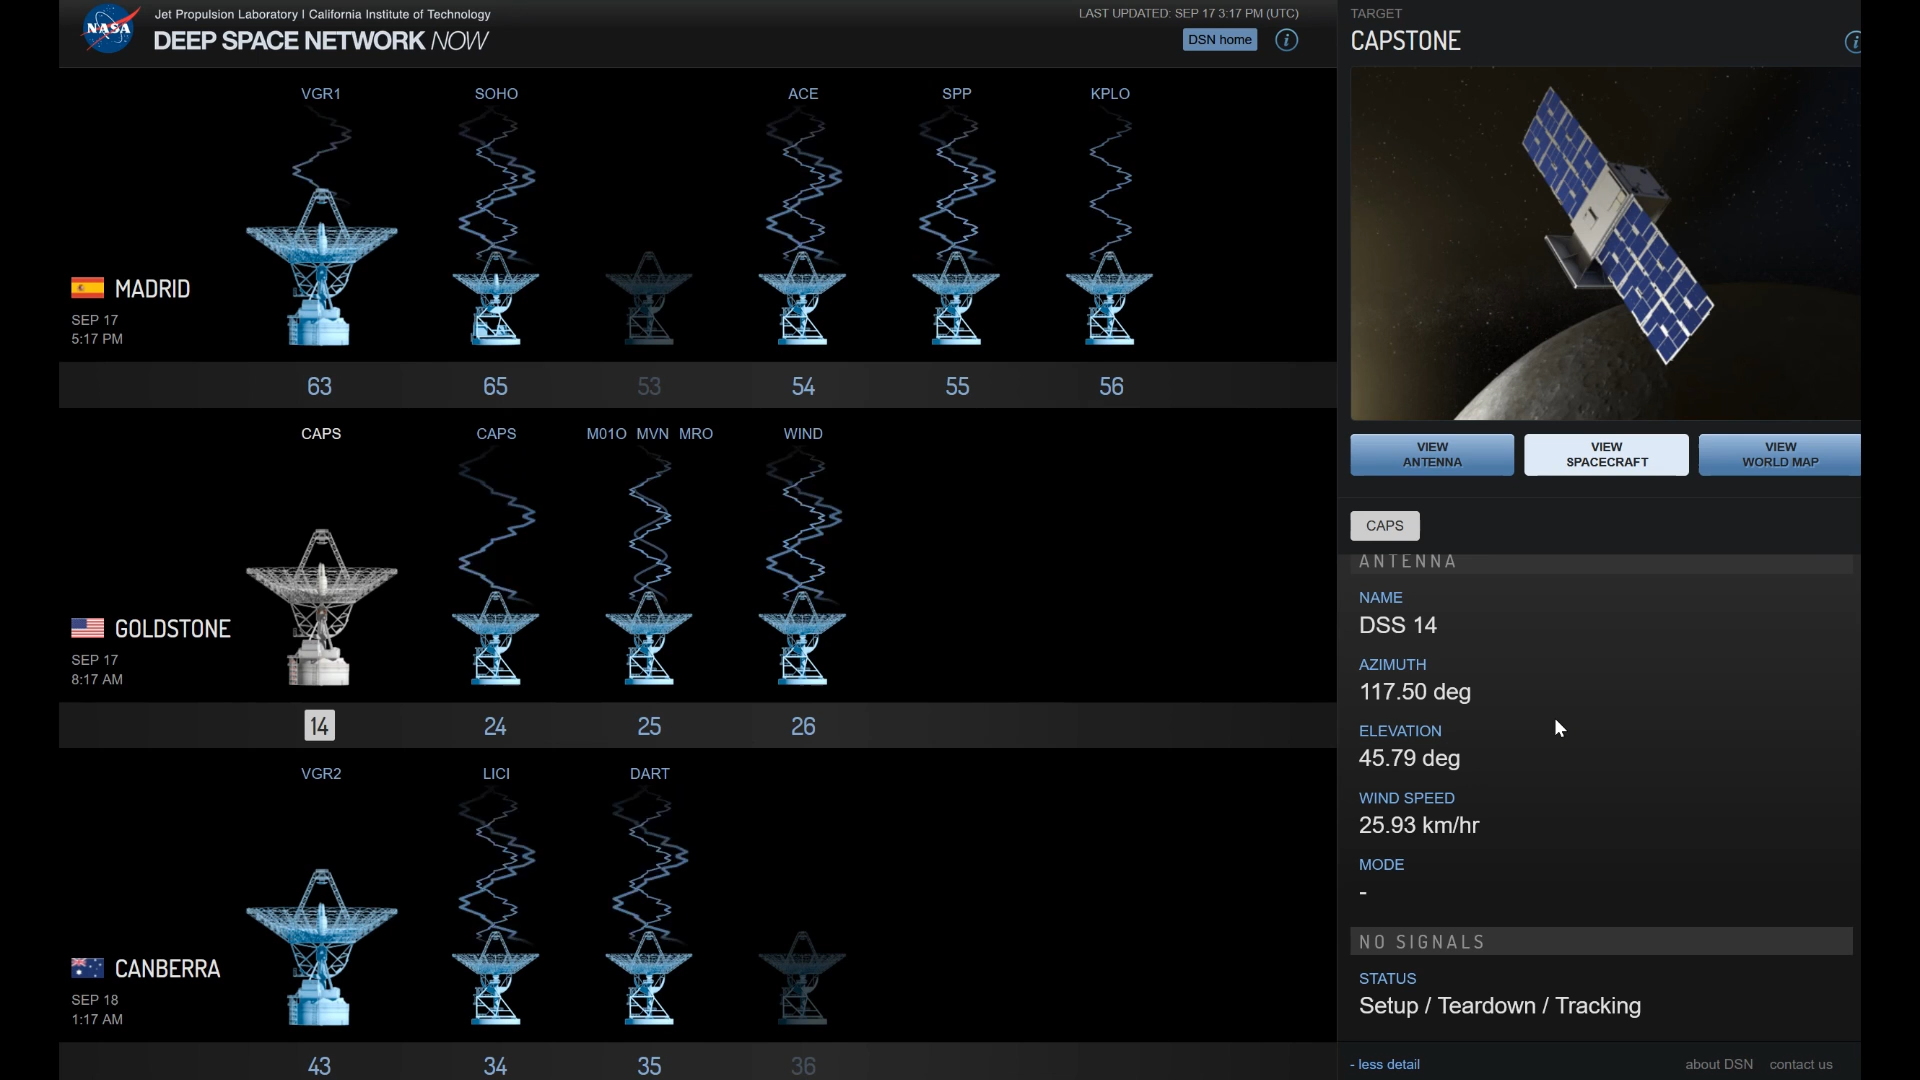 NASA
Jet Propulsion Laboratory | California Institute of Technology
DEEP SPACE NETWORK NOW
LAST UPDATED: SEP 17 3:17 PM (UTC)
DSN home
i
VGR1 SOHO ACE SPP KPLO
MADRID
SEP 17
5:17 PM
63 65 53 54 55 56
CAPS CAPS M01O MVN MRO WIND
GOLDSTONE
SEP 17
8:17 AM
14 24 25 26
VGR2 LICI DART
CANBERRA
SEP 18
1:17 AM
43 34 35 36
TARGET
CAPSTONE
i
VIEW
ANTENNA
VIEW
SPACECRAFT
VIEW
WORLD MAP
CAPS
ANTENNA
NAME
DSS 14
AZIMUTH
117.50 deg
ELEVATION
45.79 deg
WIND SPEED
25.93 km/hr
MODE
-
NO SIGNALS
STATUS
Setup / Teardown / Tracking
- less detail
about DSN contact us